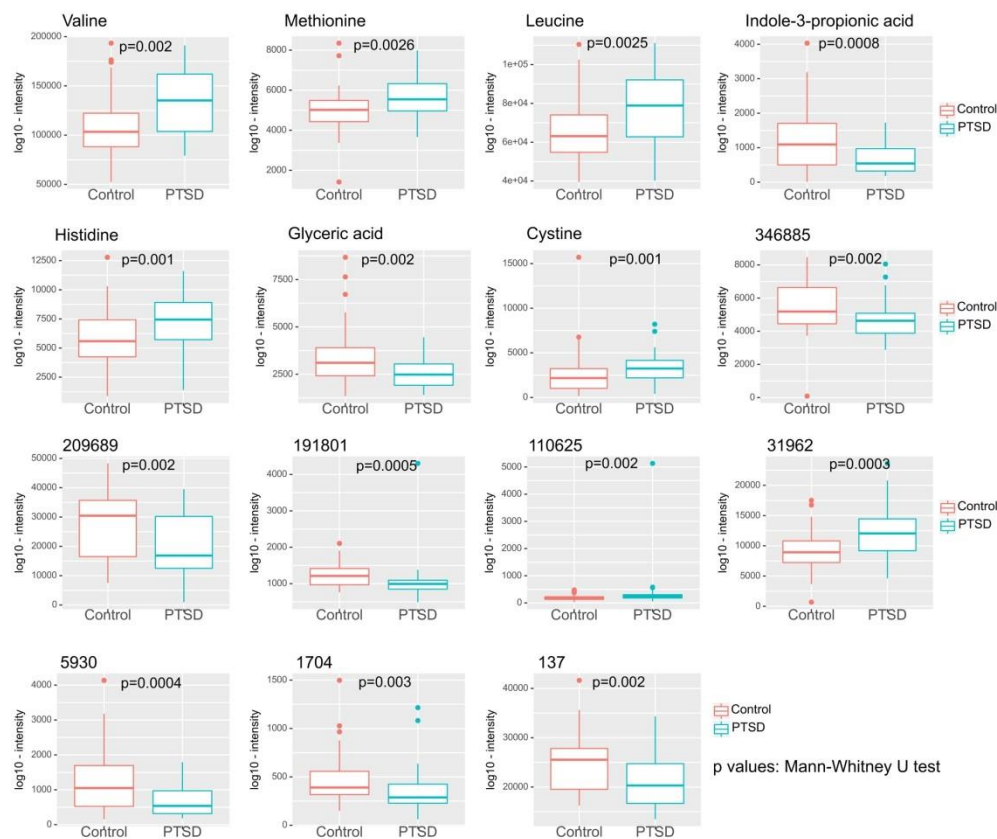 Valine
Methionine
Leucine
Indole-3-propionic acid
p=0.002
p=0.0026
p=0.0025
p=0.0008
log10 - intensity
200000
150000
100000
50000
Control
PTSD
log10 - intensity
8000
6000
4000
2000
Control
PTSD
log10 - intensity
1e+05
8e+04
6e+04
4e+04
Control
PTSD
log10 - intensity
4000
3000
2000
1000
0
Control
PTSD
Control
PTSD
Histidine
Glyceric acid
Cystine
346885
p=0.001
p=0.002
p=0.001
p=0.002
log10 - intensity
12500
10000
7500
5000
2500
Control
PTSD
log10 - intensity
7500
5000
2500
Control
PTSD
log10 - intensity
15000
10000
5000
0
Control
PTSD
log10 - intensity
8000
6000
4000
2000
0
Control
PTSD
Control
PTSD
209689
191801
110625
31962
p=0.002
p=0.0005
p=0.002
p=0.0003
log10 - intensity
50000
40000
30000
20000
10000
0
Control
PTSD
log10 - intensity
4000
3000
2000
1000
Control
PTSD
log10 - intensity
5000
4000
3000
2000
1000
0
Control
PTSD
log10 - intensity
20000
15000
10000
5000
0
Control
PTSD
Control
PTSD
5930
1704
137
p=0.0004
p=0.003
p=0.002
log10 - intensity
4000
3000
2000
1000
0
Control
PTSD
log10 - intensity
1500
1000
500
0
Control
PTSD
log10 - intensity
40000
30000
20000
Control
PTSD
Control
PTSD
p values: Mann-Whitney U test